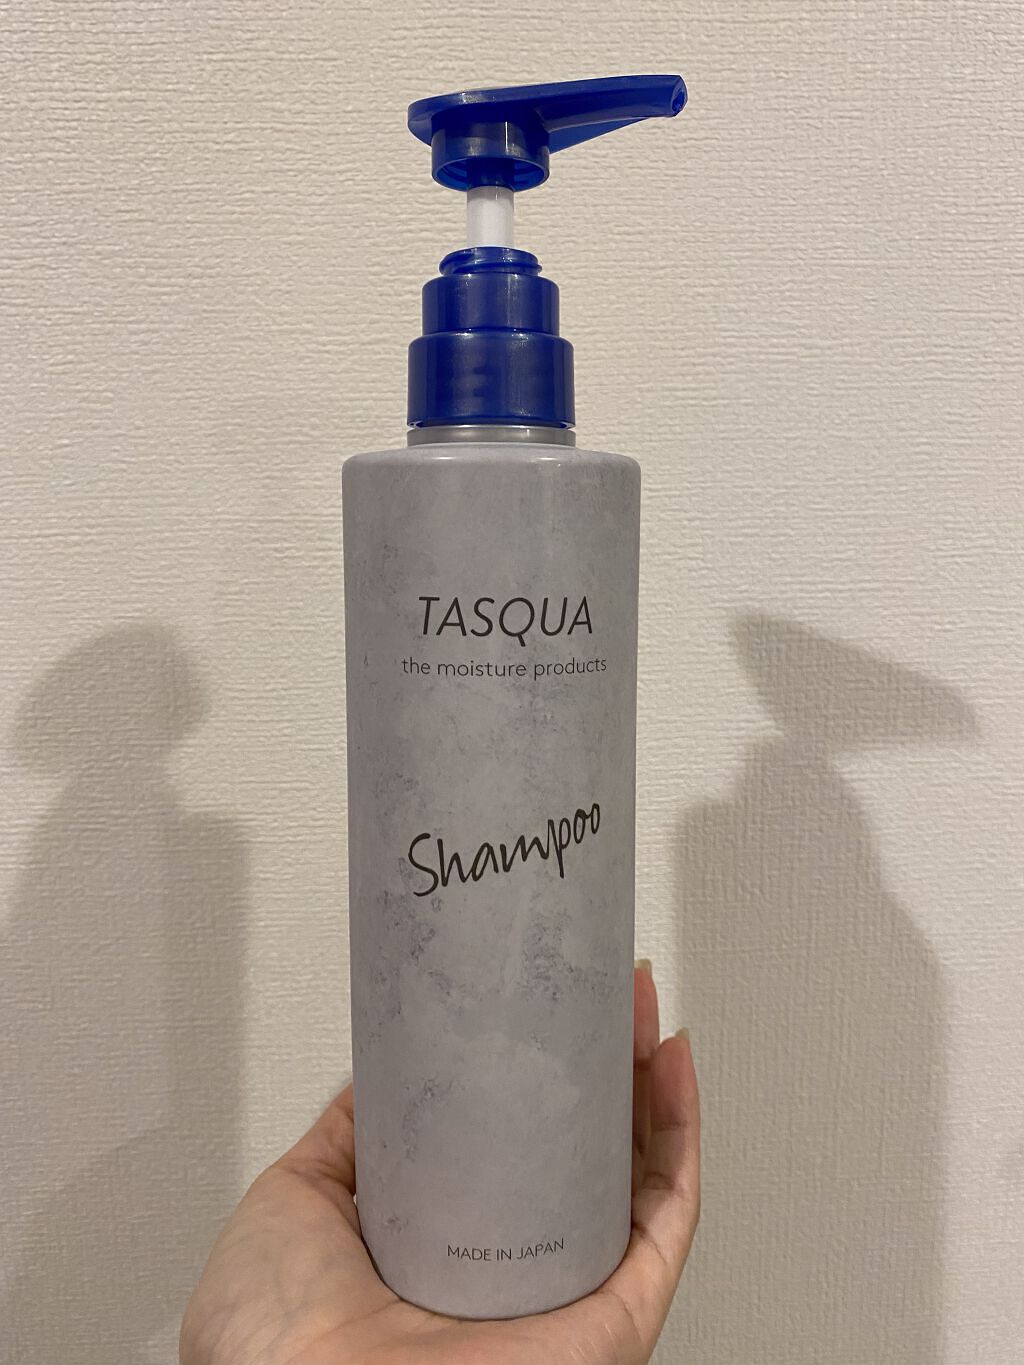 TASQUA
the moisture products
Shampoo
MADE IN JAPAN